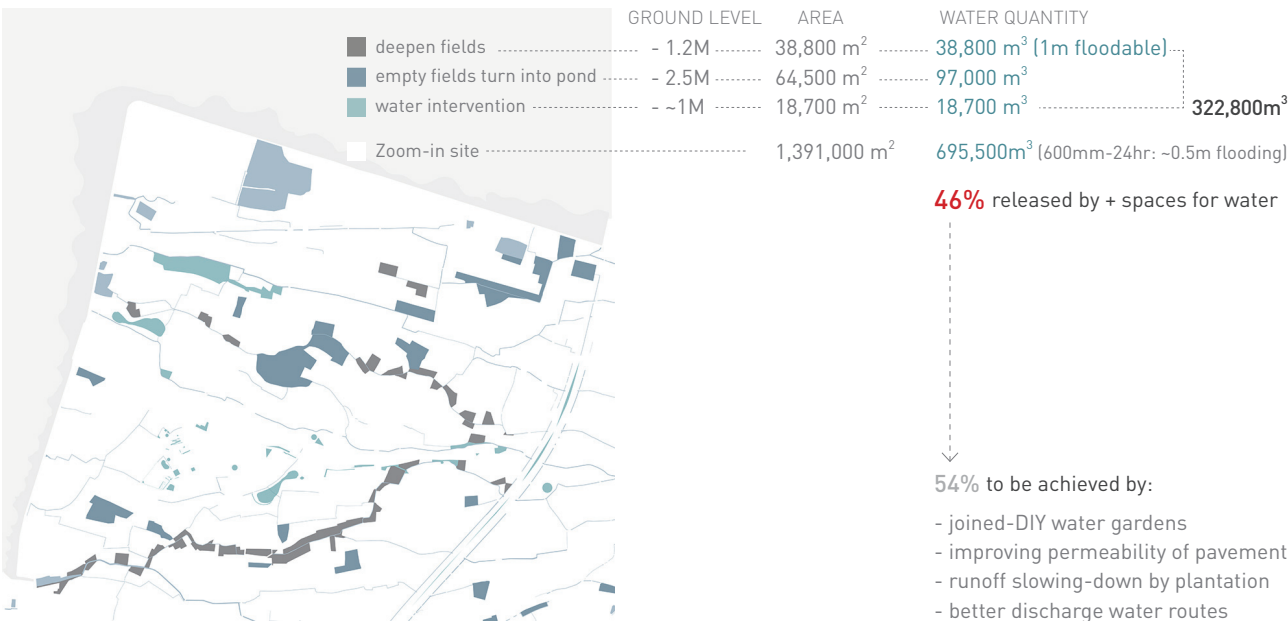 GROUND LEVEL AREA WATER QUANTITY
deepen fields - 1.2M 38,800 m² 38,800 m³ (1m floodable)
empty fields turn into pond - 2.5M 64,500 m² 97,000 m³
water intervention - ~1M 18,700 m² 18,700 m³ 322,800m³
Zoom-in site 1,391,000 m² 695,500m³ (600mm-24hr: ~0.5m flooding)
46% released by + spaces for water
54% to be achieved by:
- joined-DIY water gardens
- improving permeability of pavement
- runoff slowing-down by plantation
- better discharge water routes